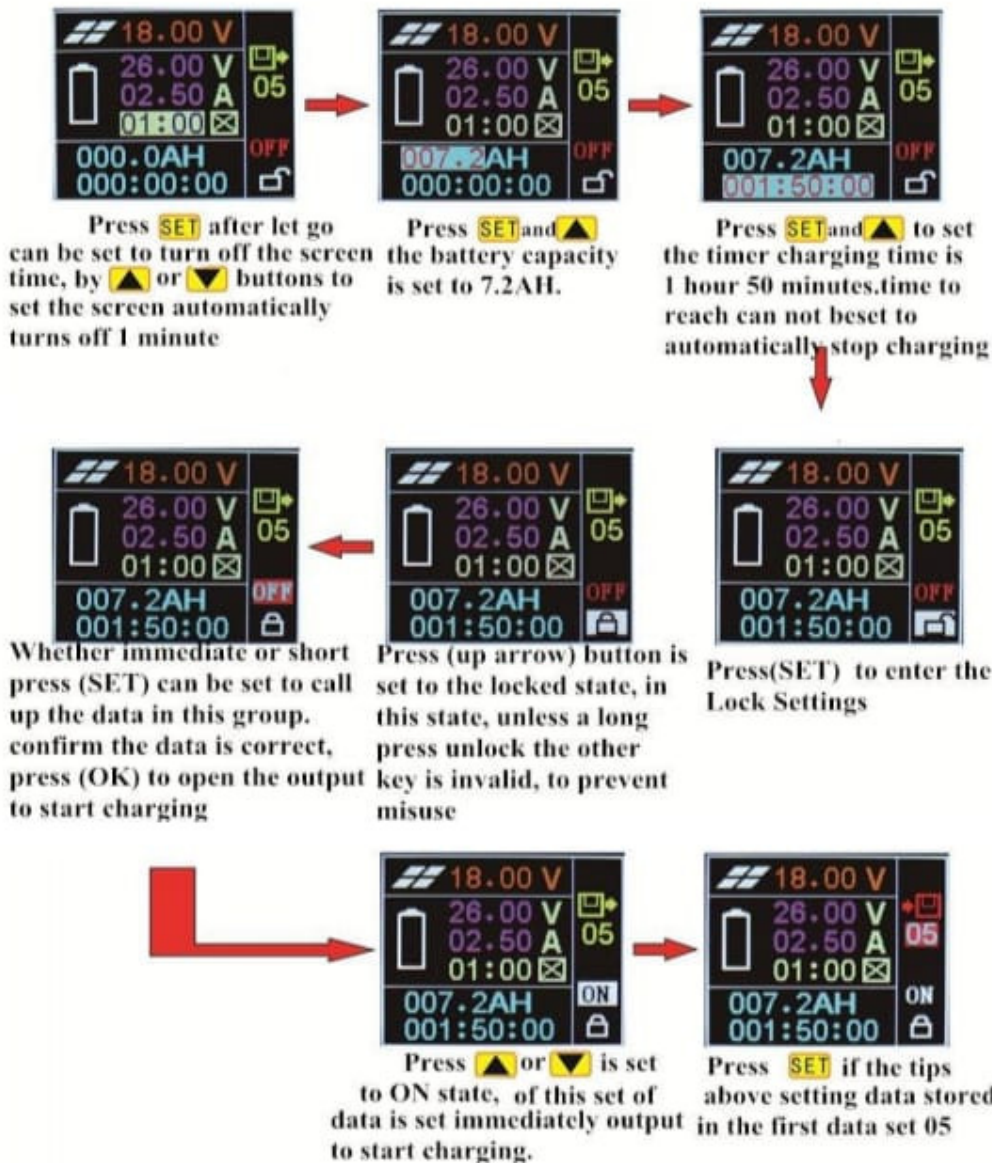 18.00 V
26.00 V
02.50 A
05
01:00
000.0AH
OFF
000:00:00
Press SET after let go
can be set to turn off the screen
time, by ▲ or ▼ buttons to
set the screen automatically
turns off 1 minute
18.00 V
26.00 V
02.50 A
05
01:00
007.2AH
OFF
000:00:00
Press SET and ▲
the battery capacity
is set to 7.2AH.
18.00 V
26.00 V
02.50 A
05
01:00
007.2AH
OFF
001:50:00
Press SET and ▲ to set
the timer charging time is
1 hour 50 minutes.time to
reach can not beset to
automatically stop charging
18.00 V
26.00 V
02.50 A
05
01:00
007.2AH
OFF
001:50:00
Press(SET) to enter the
Lock Settings
18.00 V
26.00 V
02.50 A
05
01:00
007.2AH
OFF
001:50:00
Press (up arrow) button is
set to the locked state, in
this state, unless a long
press unlock the other
key is invalid, to prevent
misuse
18.00 V
26.00 V
02.50 A
05
01:00
007.2AH
OFF
001:50:00
Whether immediate or short
press (SET) can be set to call
up the data in this group.
confirm the data is correct,
press (OK) to open the output
to start charging
18.00 V
26.00 V
02.50 A
05
01:00
007.2AH
ON
001:50:00
Press ▲ or ▼ is set
to ON state, of this set of
data is set immediately output
to start charging.
18.00 V
26.00 V
02.50 A
05
01:00
007.2AH
ON
001:50:00
Press SET if the tips
above setting data stored
in the first data set 05